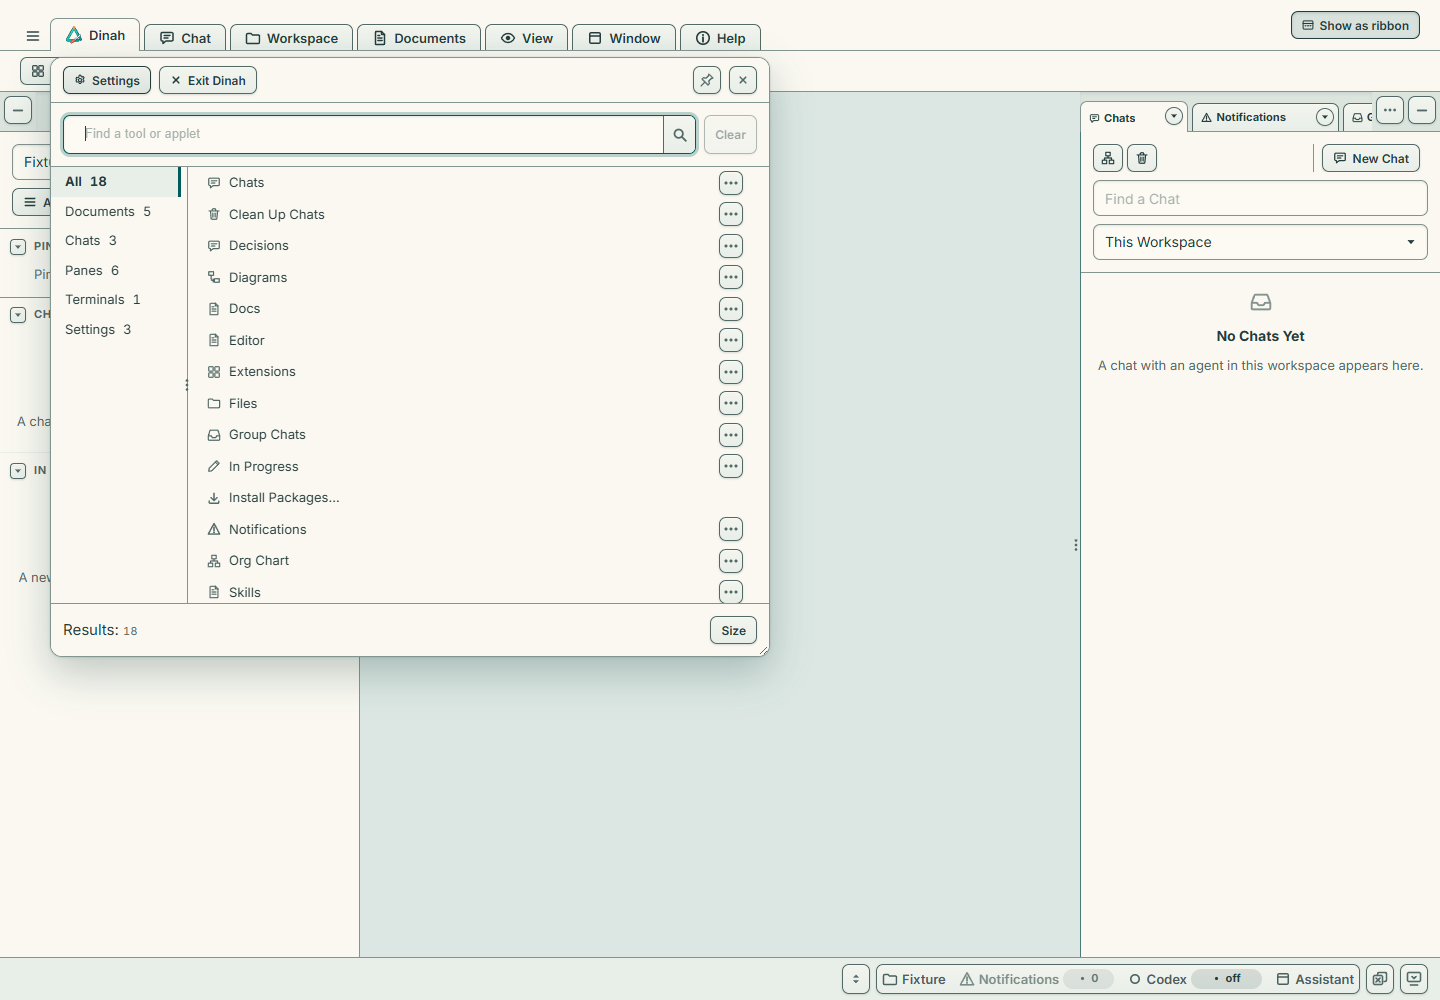 Dinah
Chat
Workspace
Documents
View
Window
Help
Show as ribbon
Settings
Exit Dinah
Find a tool or applet
Clear
All 18
Documents 5
Chats 3
Panes 6
Terminals 1
Settings 3
Chats
Clean Up Chats
Decisions
Diagrams
Docs
Editor
Extensions
Files
Group Chats
In Progress
Install Packages...
Notifications
Org Chart
Skills
Results: 18
Size
IN
A cha
A new
Chats
Notifications
New Chat
Find a Chat
This Workspace
No Chats Yet
A chat with an agent in this workspace appears here.
Fixture
Notifications • 0
Codex • off
Assistant